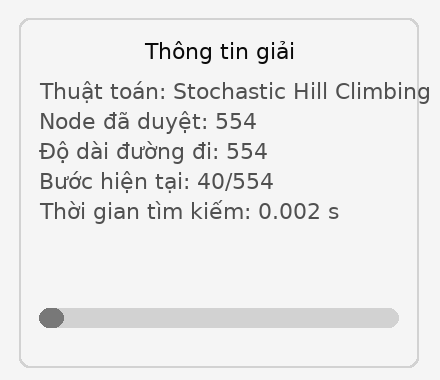 Thông tin giải
Thuật toán: Stochastic Hill Climbing
Node đã duyệt: 554
Độ dài đường đi: 554
Bước hiện tại: 40/554
Thời gian tìm kiếm: 0.002 s